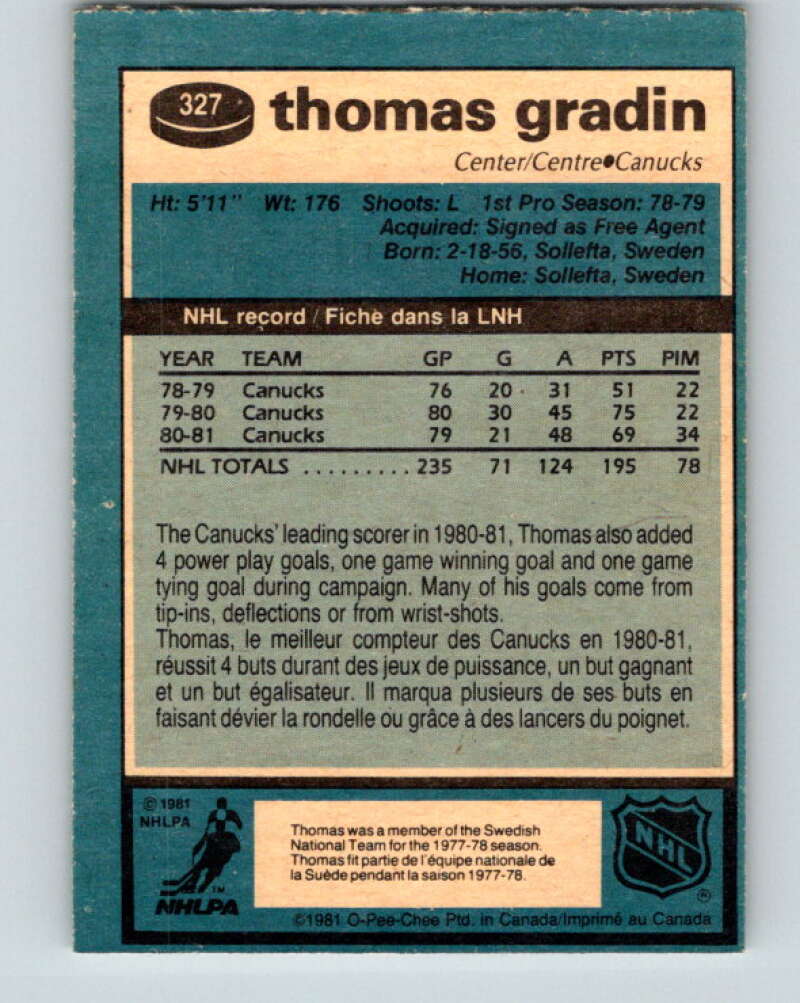 327 thomas gradin
Center/Centre•Canucks
Ht: 5'11" Wt: 176 Shoots: L 1st Pro Season: 78-79
Acquired: Signed as Free Agent
Born: 2-18-56, Sollefta, Sweden
Home: Sollefta, Sweden
NHL record / Fiche dans la LNH
YEAR TEAM GP G A PTS PIM
78-79 Canucks 76 20 31 51 22
79-80 Canucks 80 30 45 75 22
80-81 Canucks 79 21 48 69 34
NHL TOTALS ......... 235 71 124 195 78
The Canucks' leading scorer in 1980-81, Thomas also added
4 power play goals, one game winning goal and one game
tying goal during campaign. Many of his goals come from
tip-ins, deflections or from wrist-shots.
Thomas, le meilleur compteur des Canucks en 1980-81,
réussit 4 buts durant des jeux de puissance, un but gagnant
et un but égalisateur. Il marqua plusieurs de ses buts en
faisant dévier la rondelle ou grâce à des lancers du poignet.
© 1981
NHLPA
TM
NHLPA
Thomas was a member of the Swedish
National Team for the 1977-78 season.
Thomas fit partie de l'équipe nationale de
la Suède pendant la saison 1977-78.
NHL
®
©1981 O-Pee-Chee Ptd. in Canada/Imprimé au Canada